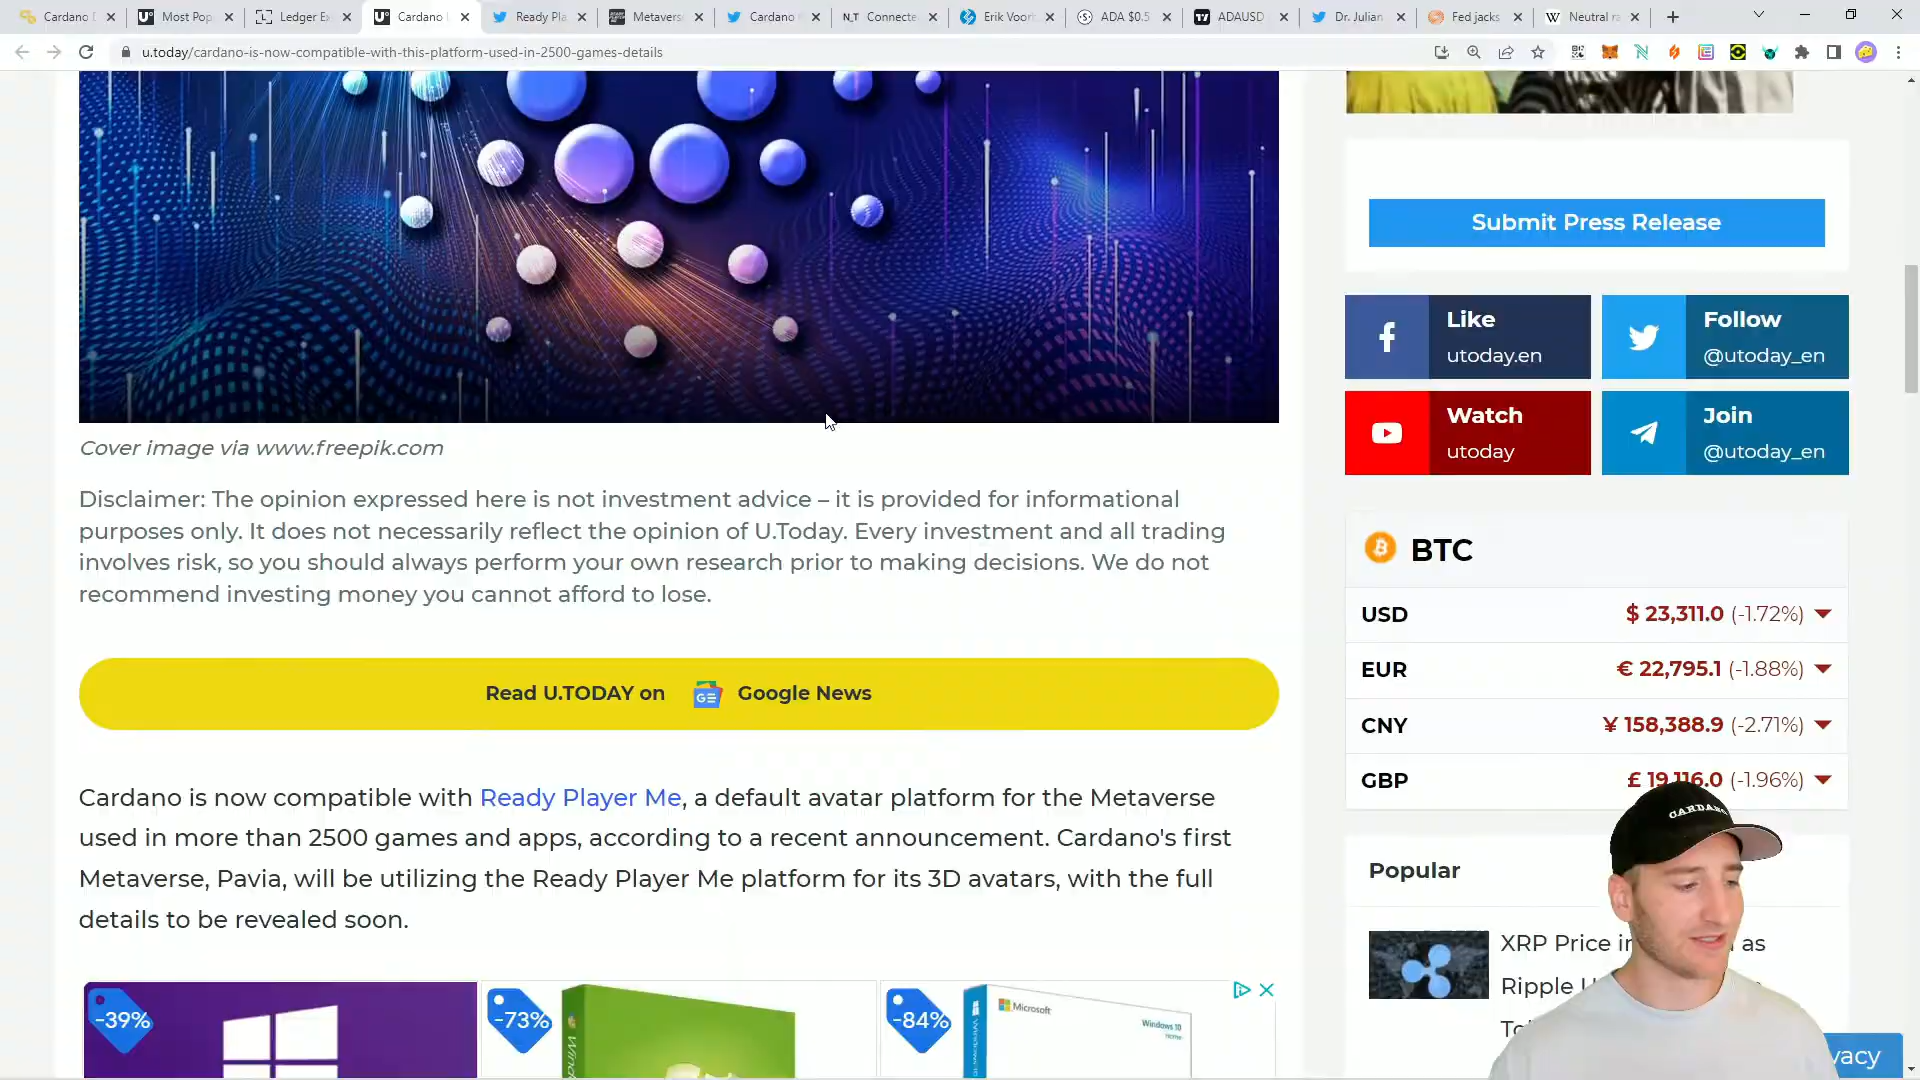 Cardano D
Most Pop
Ledger Ex
Cardano
Ready Pla
Metaverse
Cardano
Connecte
Erik Voorh
ADA $0.5
ADAUSD
Dr. Julian
Fed jacks
Neutral ra
u.today/cardano-is-now-compatible-with-this-platform-used-in-2500-games-details
Cover image via www.freepik.com
Disclaimer: The opinion expressed here is not investment advice – it is provided for informational
purposes only. It does not necessarily reflect the opinion of U.Today. Every investment and all trading
involves risk, so you should always perform your own research prior to making decisions. We do not
recommend investing money you cannot afford to lose.
Read U.TODAY on GE Google News
Cardano is now compatible with Ready Player Me, a default avatar platform for the Metaverse
used in more than 2500 games and apps, according to a recent announcement. Cardano's first
Metaverse, Pavia, will be utilizing the Ready Player Me platform for its 3D avatars, with the full
details to be revealed soon.
-39%
-73%
-84%
Microsoft
Windows 10
home
Submit Press Release
Like
utoday.en
Follow
@utoday_en
Watch
utoday
Join
@utoday_en
BTC
USD $ 23,311.0 (-1.72%)
EUR € 22,795.1 (-1.88%)
CNY ¥ 158,388.9 (-2.71%)
GBP £ 19,116.0 (-1.96%)
CARDANO
Popular
XRP Price in as
Ripple
vacy